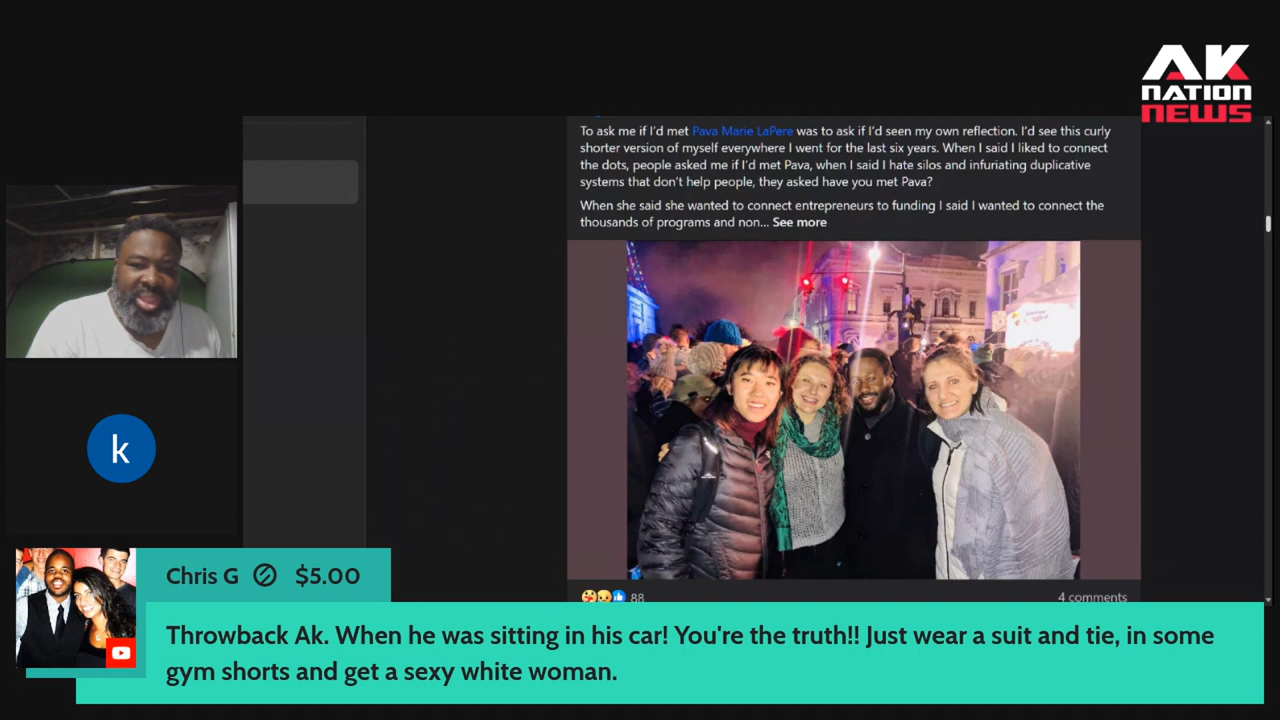 AK
NATION
NEWS
To ask me if I'd met Pava Marie LaPere was to ask if I'd seen my own reflection. I'd see this curly
shorter version of myself everywhere I went for the last six years. When I said I liked to connect
the dots, people asked me if I'd met Pava, when I said I hate silos and infuriating duplicative
systems that don't help people, they asked have you met Pava?
When she said she wanted to connect entrepreneurs to funding I said I wanted to connect the
thousands of programs and non... See more
k
88
4 comments
Chris G $5.00
Throwback Ak. When he was sitting in his car! You're the truth!! Just wear a suit and tie, in some
gym shorts and get a sexy white woman.